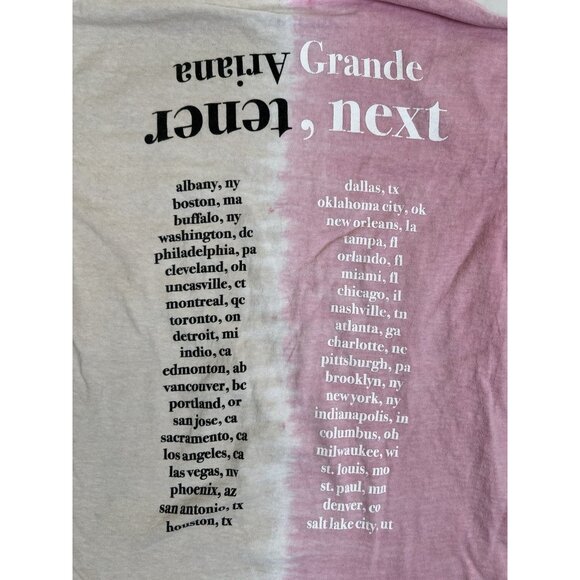 Ariana Grande
tener, next
albany, ny
boston, ma
buffalo, ny
washington, dc
philadelphia, pa
cleveland, oh
uncasville, ct
montreal, qc
toronto, on
detroit, mi
indio, ca
edmonton, ab
vancouver, bc
portland, or
san jose, ca
sacramento, ca
los angeles, ca
las vegas, nv
phoenix, az
san antonio, tx
houston, tx
dallas, tx
oklahoma city, ok
new orleans, la
tampa, fl
orlando, fl
miami, fl
chicago, il
nashville, tn
atlanta, ga
charlotte, nc
pittsburgh, pa
brooklyn, ny
new york, ny
indianapolis, in
columbus, oh
milwaukee, wi
st. louis, mo
st. paul, mn
denver, co
salt lake city, ut